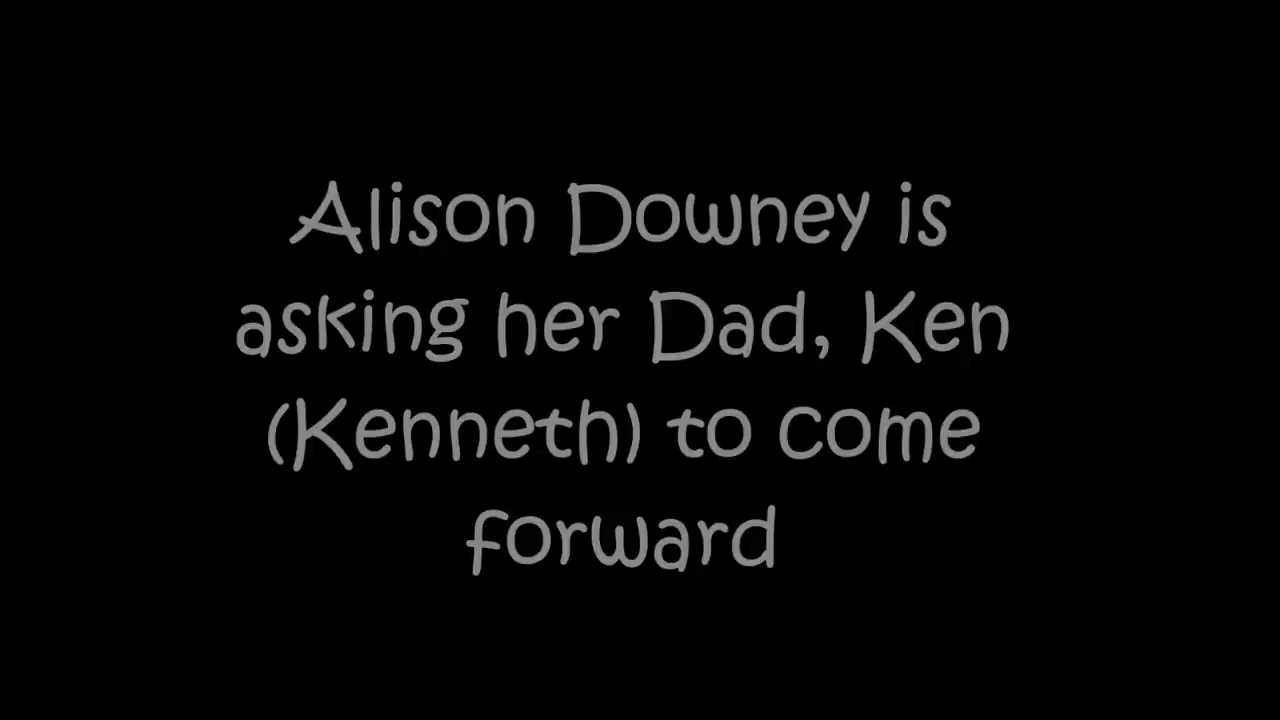 Alison Downey is
asking her Dad, Ken
(Kenneth) to come
forward